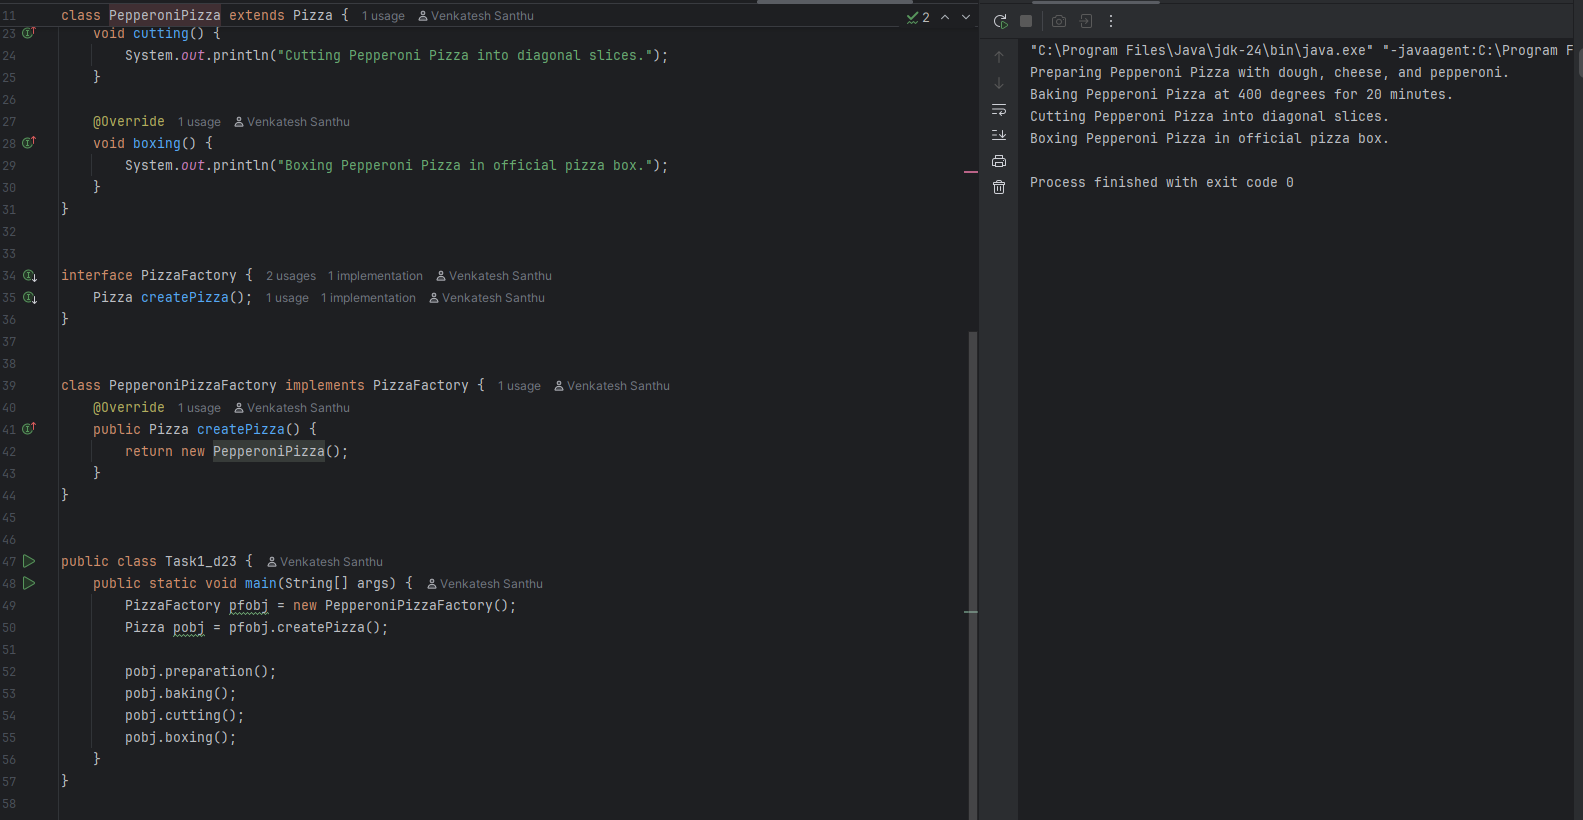 11 class PepperoniPizza extends Pizza { 1 usage Venkatesh Santhu 2
23 void cutting() {
24 System.out.println("Cutting Pepperoni Pizza into diagonal slices.");
25 }
26
27 @Override 1 usage Venkatesh Santhu
28 void boxing() {
29 System.out.println("Boxing Pepperoni Pizza in official pizza box.");
30 }
31 }
32
33
34 interface PizzaFactory { 2 usages 1 implementation Venkatesh Santhu
35 Pizza createPizza(); 1 usage 1 implementation Venkatesh Santhu
36 }
37
38
39 class PepperoniPizzaFactory implements PizzaFactory { 1 usage Venkatesh Santhu
40 @Override 1 usage Venkatesh Santhu
41 public Pizza createPizza() {
42 return new PepperoniPizza();
43 }
44 }
45
46
47 public class Task1_d23 { Venkatesh Santhu
48 public static void main(String[] args) { Venkatesh Santhu
49 PizzaFactory pfobj = new PepperoniPizzaFactory();
50 Pizza pobj = pfobj.createPizza();
51
52 pobj.preparation();
53 pobj.baking();
54 pobj.cutting();
55 pobj.boxing();
56 }
57 }
58
"C:\Program Files\Java\jdk-24\bin\java.exe" "-javaagent:C:\Program F
Preparing Pepperoni Pizza with dough, cheese, and pepperoni.
Baking Pepperoni Pizza at 400 degrees for 20 minutes.
Cutting Pepperoni Pizza into diagonal slices.
Boxing Pepperoni Pizza in official pizza box.
Process finished with exit code 0